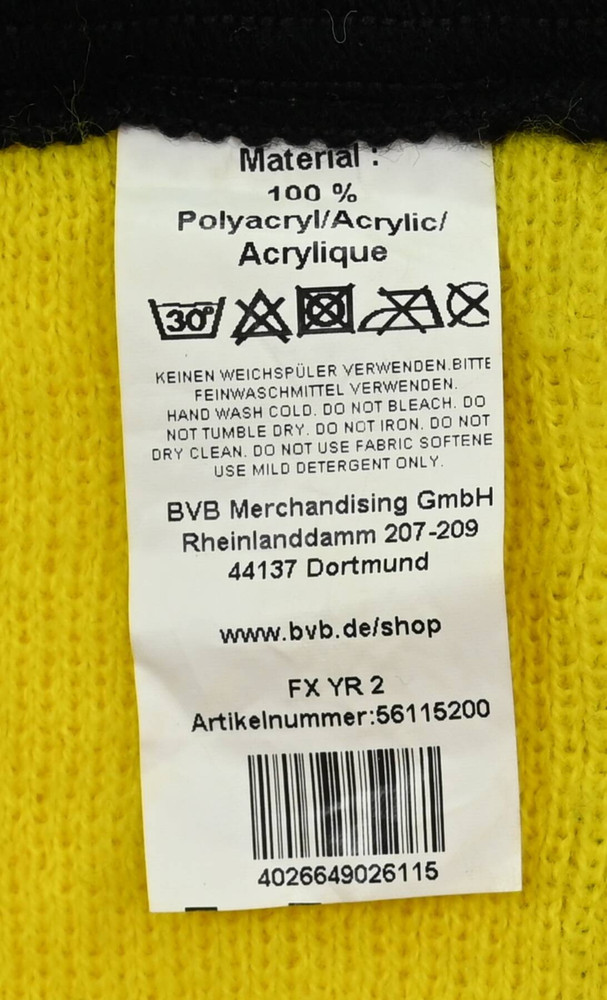 Material :
100 %
Polyacryl/Acrylic/
Acrylique
30°
KEINEN WEICHSPÜLER VERWENDEN.BITTE
FEINWASCHMITTEL VERWENDEN.
HAND WASH COLD. DO NOT BLEACH. DO
NOT TUMBLE DRY. DO NOT IRON. DO NOT
DRY CLEAN. DO NOT USE FABRIC SOFTENE
USE MILD DETERGENT ONLY.
BVB Merchandising GmbH
Rheinlanddamm 207-209
44137 Dortmund
www.bvb.de/shop
FX YR 2
Artikelnummer:56115200
4026649026115